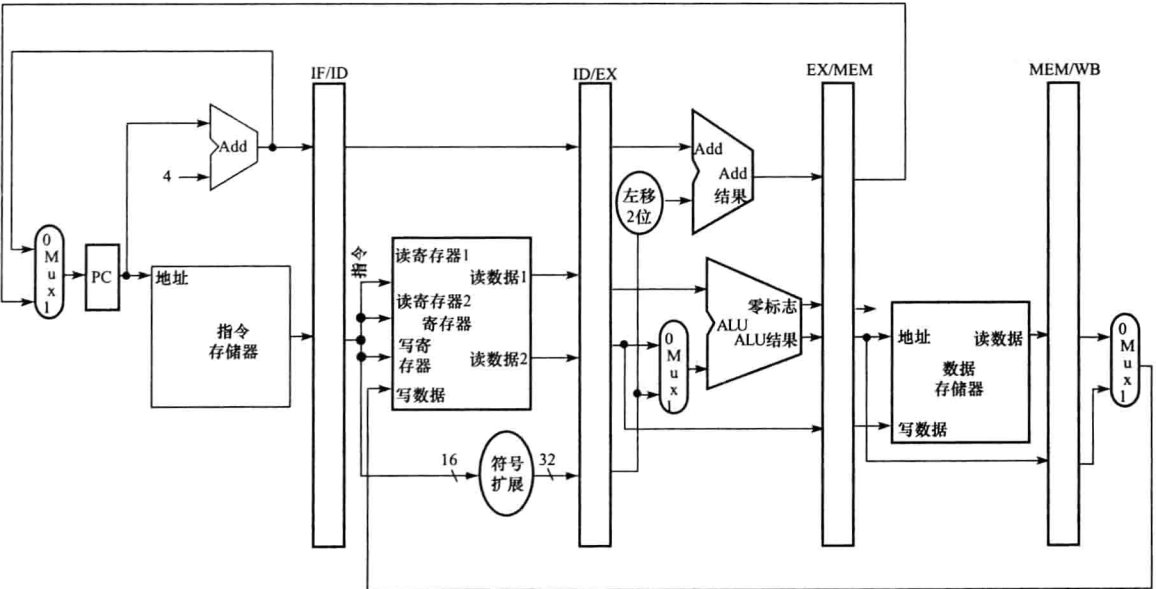 IF/ID
ID/EX
EX/MEM
MEM/WB
Add
4
0
M
u
x
1
PC
地址
指令
存储器
指令
读寄存器1
读数据1
读寄存器2
寄存器
写寄
存器
读数据2
写数据
16
符号
扩展
32
左移
2位
Add
Add
结果
0
M
u
x
1
零标志
ALU
ALU结果
地址
读数据
数据
存储器
写数据
0
M
u
x
1